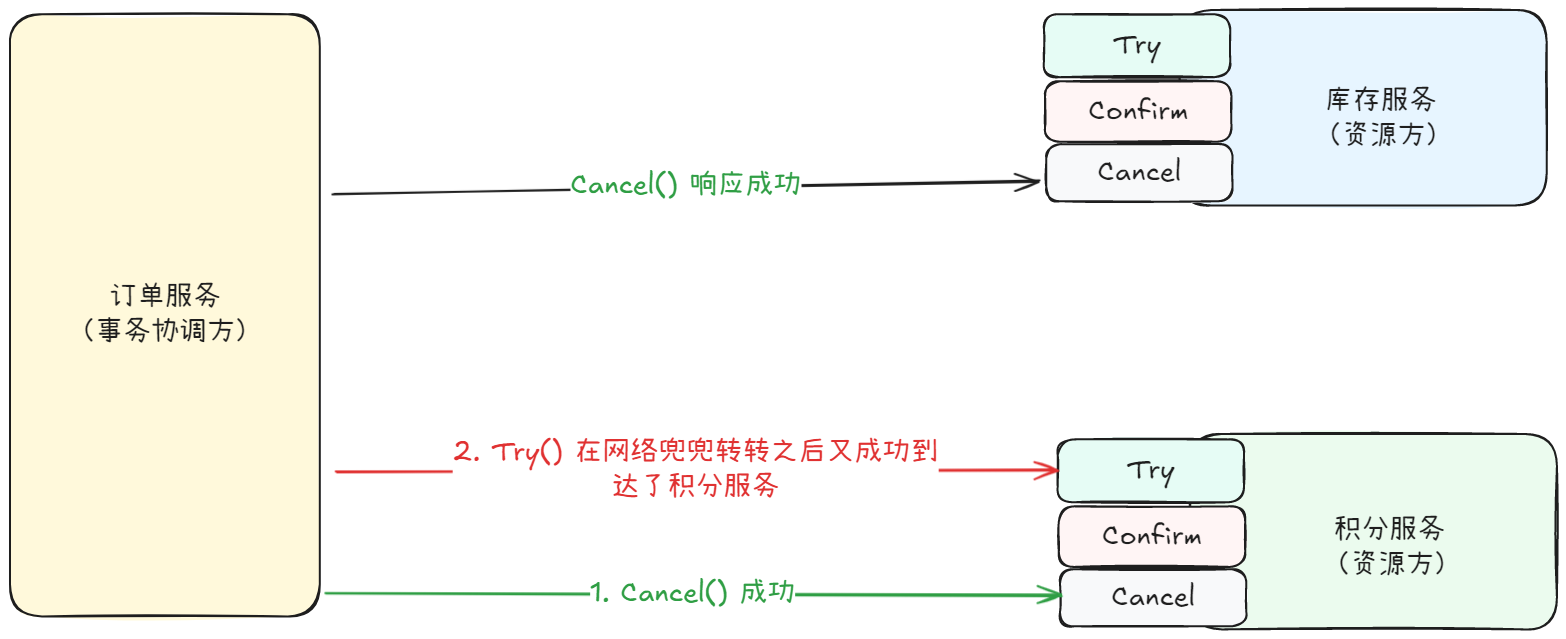 Try
Confirm
Cancel
库存服务
（资源方）
Cancel() 响应成功
订单服务
（事务协调方）
2. Try() 在网络兜兜转转之后又成功到
达了积分服务
Try
Confirm
Cancel
积分服务
（资源方）
1. Cancel() 成功